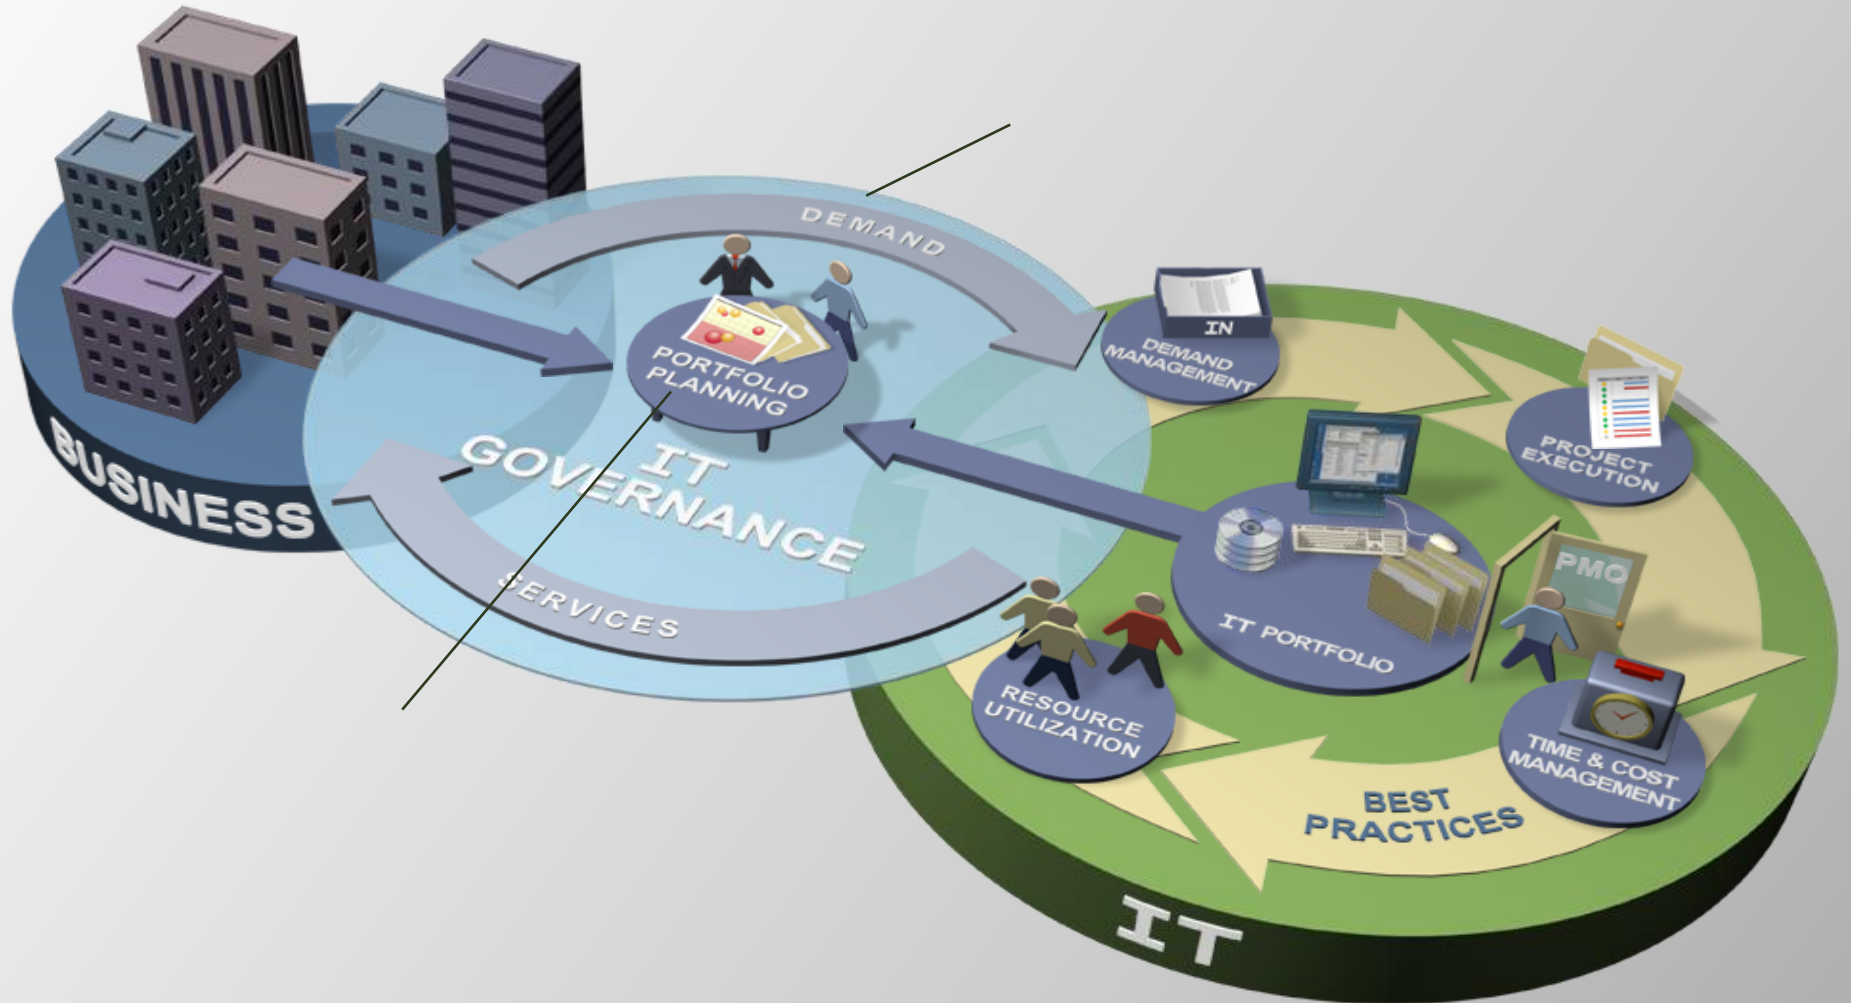 BUSINESS
DEMAND
PORTFOLIO
PLANNING
IT
GOVERNANCE
SERVICES
IN
DEMAND
MANAGEMENT
PROJECT
EXECUTION
IT PORTFOLIO
PMO
RESOURCE
UTILIZATION
TIME & COST
MANAGEMENT
BEST
PRACTICES
IT